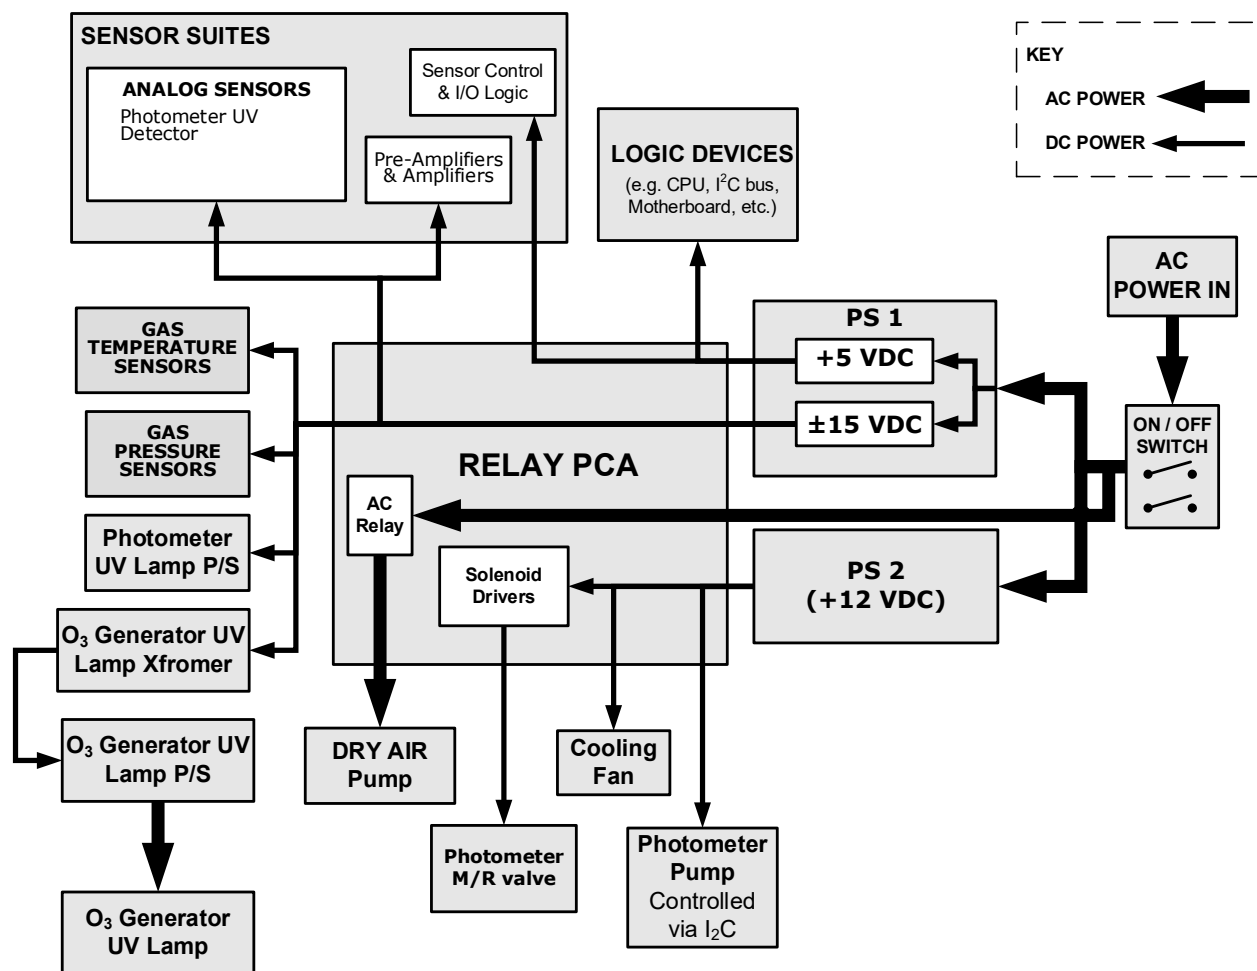 SENSOR SUITES
ANALOG SENSORS
Photometer UV
Detector
Sensor Control
& I/O Logic
Pre-Amplifiers
& Amplifiers
LOGIC DEVICES
(e.g. CPU, I²C bus,
Motherboard, etc.)
KEY
AC POWER
DC POWER
AC
POWER IN
ON / OFF
SWITCH
PS 1
+5 VDC
±15 VDC
GAS
TEMPERATURE
SENSORS
GAS
PRESSURE
SENSORS
RELAY PCA
AC
Relay
Solenoid
Drivers
PS 2
(+12 VDC)
Photometer
UV Lamp P/S
O₃ Generator UV
Lamp Xfromer
O₃ Generator UV
Lamp P/S
O₃ Generator
UV Lamp
DRY AIR
Pump
Cooling
Fan
Photometer
M/R valve
Photometer
Pump
Controlled
via I₂C